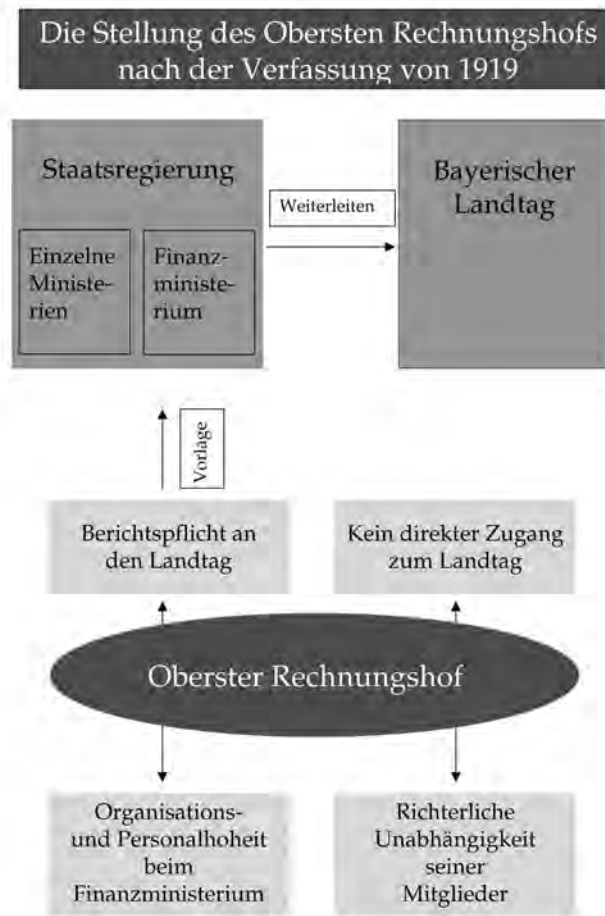 Die Stellung des Obersten Rechnungshofs
nach der Verfassung von 1919
Staatsregierung
Einzelne
Ministe-
rien
Finanz-
ministe-
rium
Weiterleiten
Bayerischer
Landtag
Vorlage
Berichtspflicht an
den Landtag
Kein direkter Zugang
zum Landtag
Oberster Rechnungshof
Organisations-
und Personalhoheit
beim
Finanzministerium
Richterliche
Unabhängigkeit
seiner
Mitglieder